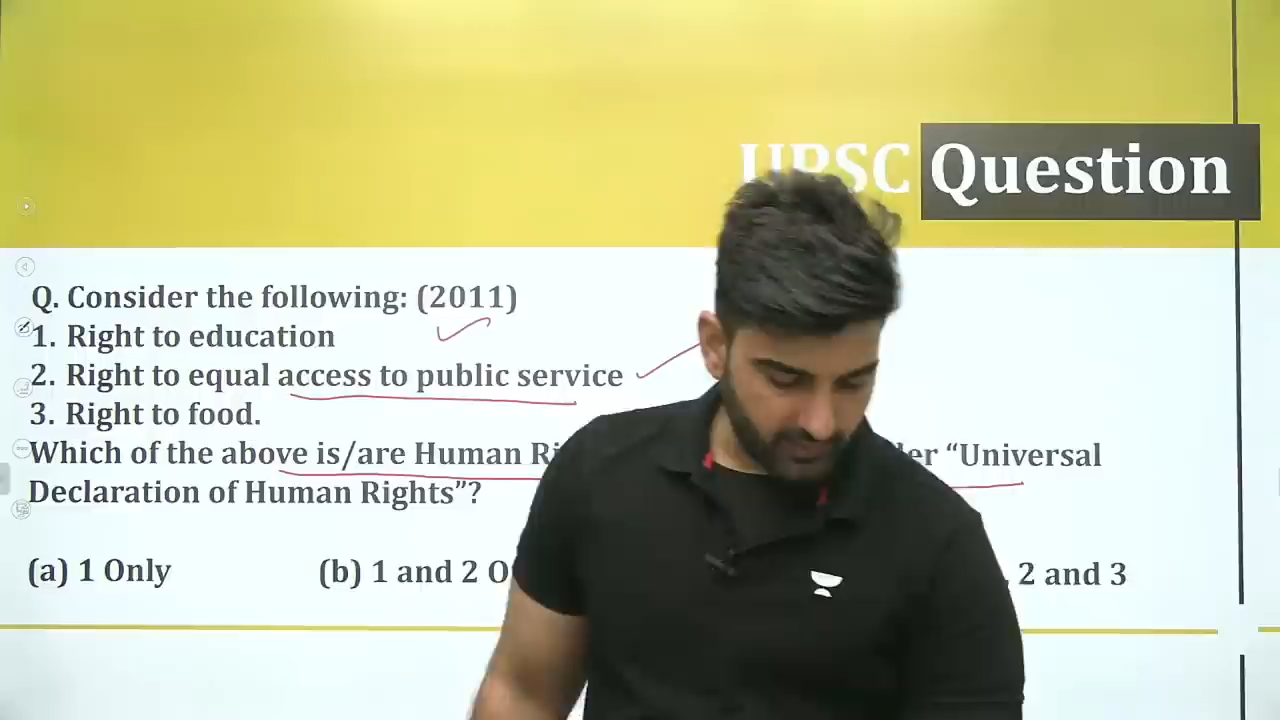 UPSC Question
Q. Consider the following: (2011)
1. Right to education
2. Right to equal access to public service
3. Right to food.
Which of the above is/are Human “Universal
Declaration of Human Rights”?
(a) 1 Only (b) 1 and 2 2 and 3